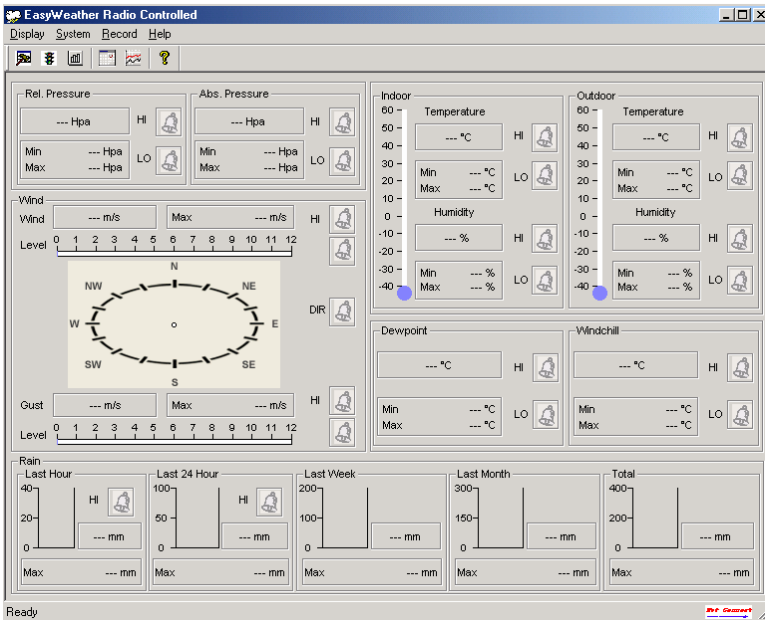 EasyWeather Radio Controlled
Display System Record Help
Rel. Pressure
--- Hpa
HI
Min --- Hpa
Max --- Hpa
LO
Abs. Pressure
--- Hpa
HI
Min --- Hpa
Max --- Hpa
LO
Indoor
60
50
40
30
20
10
0
-10
-20
-30
-40
Temperature
--- °C
HI
Min --- °C
Max --- °C
LO
Humidity
--- %
HI
Min --- %
Max --- %
LO
Outdoor
60
50
40
30
20
10
0
-10
-20
-30
-40
Temperature
--- °C
HI
Min --- °C
Max --- °C
LO
Humidity
--- %
HI
Min --- %
Max --- %
LO
Wind
Wind --- m/s Max --- m/s HI
Level 0 1 2 3 4 5 6 7 8 9 10 11 12
N
NW NE
W E
SW SE
S
DIR
Gust --- m/s Max --- m/s HI
Level 0 1 2 3 4 5 6 7 8 9 10 11 12
Dewpoint
--- °C
HI
Min --- °C
Max --- °C
LO
Windchill
--- °C
HI
Min --- °C
Max --- °C
LO
Rain
Last Hour
40
20
0
HI
--- mm
Max --- mm
Last 24 Hour
100
50
0
HI
--- mm
Max --- mm
Last Week
200
100
0
--- mm
Max --- mm
Last Month
300
150
0
--- mm
Max --- mm
Total
400
200
0
--- mm
Max --- mm
Ready
Not Connect